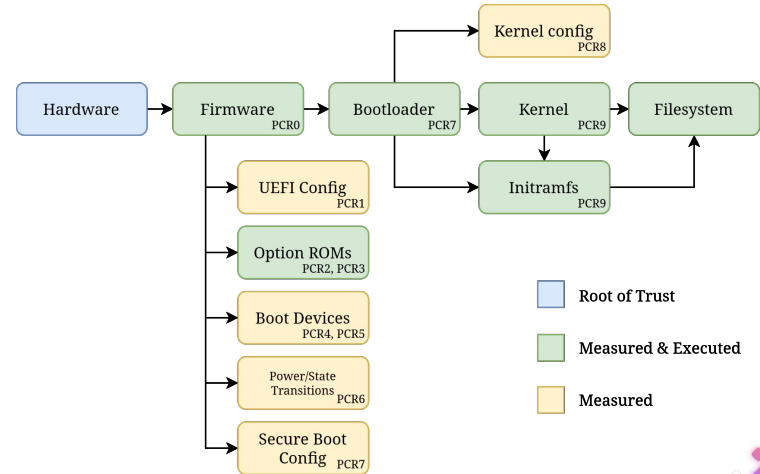 Kernel config
PCR8
Hardware
Firmware
PCR0
Bootloader
PCR7
Kernel
PCR9
Filesystem
UEFI Config
PCR1
Initramfs
PCR9
Option ROMs
PCR2, PCR3
Boot Devices
PCR4, PCR5
Power/State
Transitions
PCR6
Secure Boot
Config
PCR7
Root of Trust
Measured & Executed
Measured